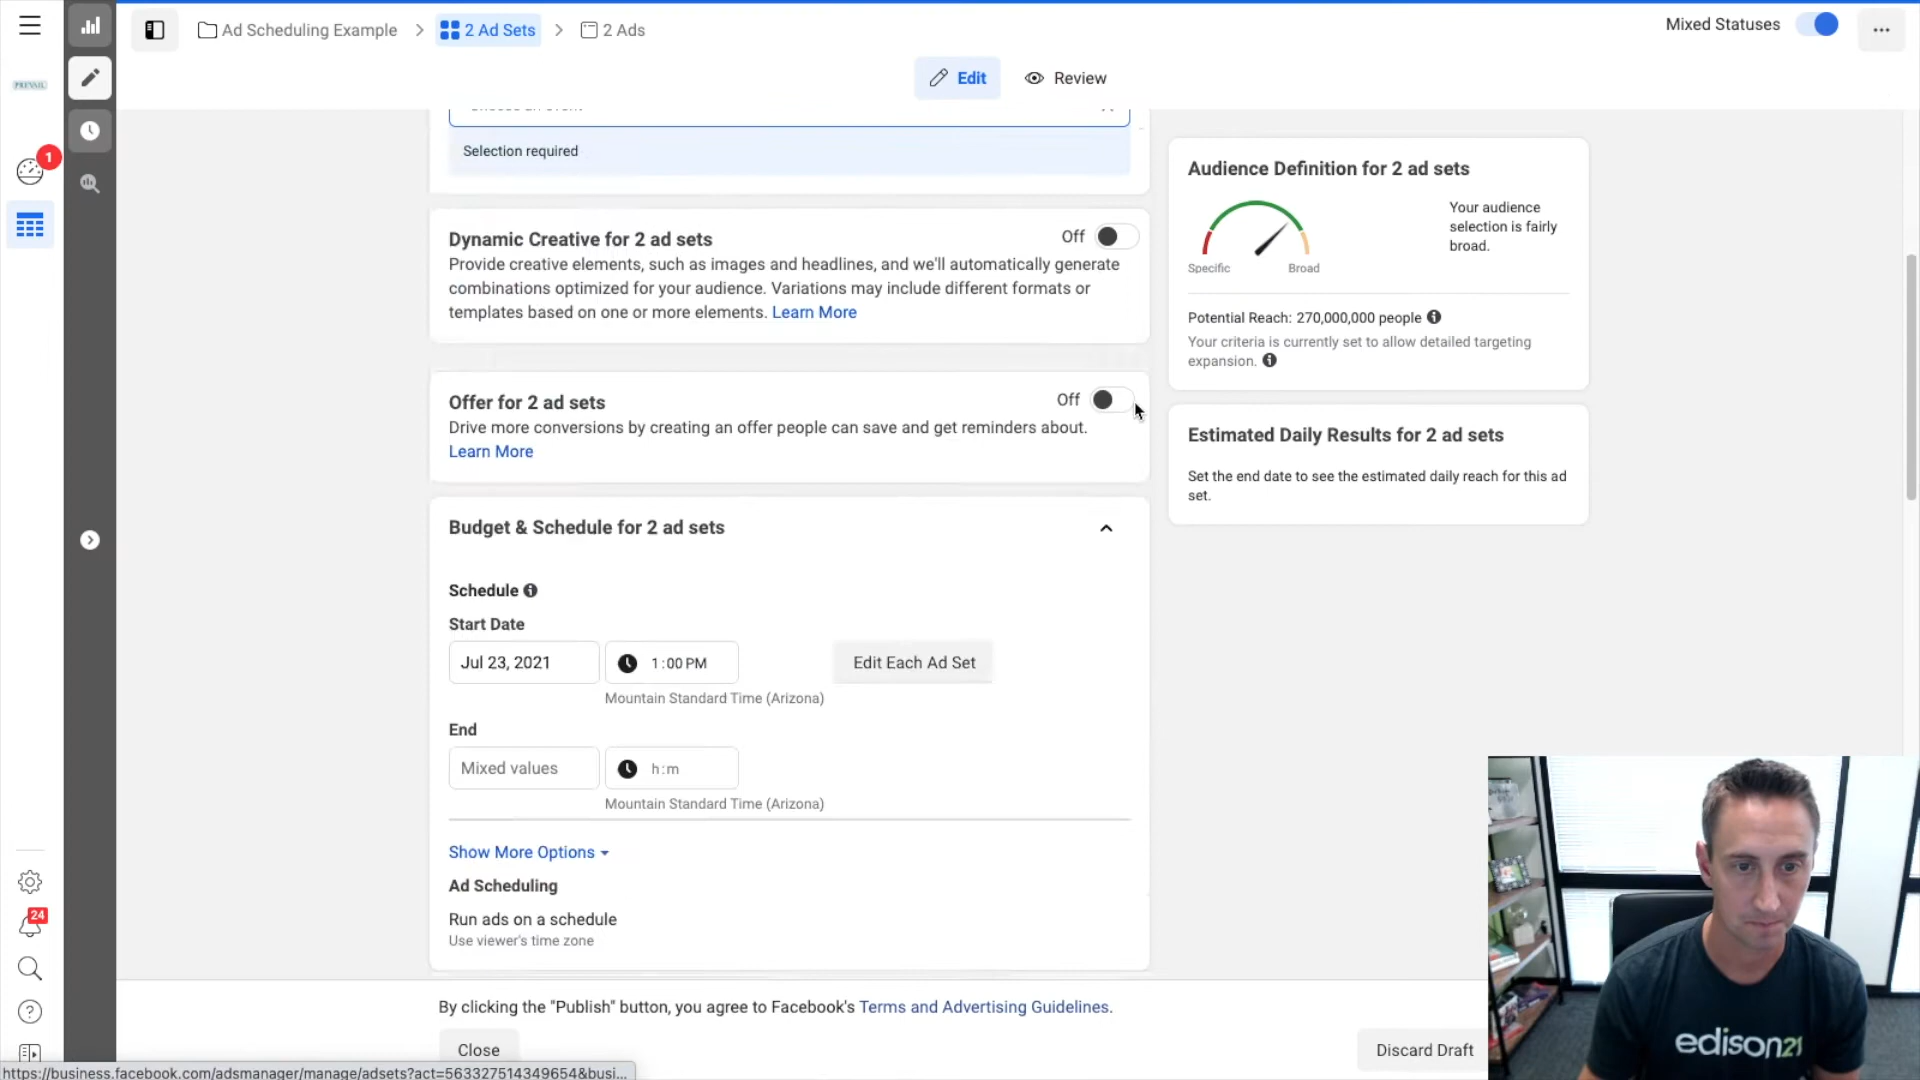 Ad Scheduling Example
2 Ad Sets
2 Ads
Mixed Statuses
Edit
Review
PREVAIL
1
Selection required
Dynamic Creative for 2 ad sets
Off
Provide creative elements, such as images and headlines, and we'll automatically generate
combinations optimized for your audience. Variations may include different formats or
templates based on one or more elements. Learn More
Offer for 2 ad sets
Off
Drive more conversions by creating an offer people can save and get reminders about.
Learn More
Budget & Schedule for 2 ad sets
Schedule
Start Date
Jul 23, 2021
1:00 PM
Edit Each Ad Set
Mountain Standard Time (Arizona)
End
Mixed values
h:m
Mountain Standard Time (Arizona)
Show More Options
Ad Scheduling
Run ads on a schedule
Use viewer's time zone
Audience Definition for 2 ad sets
Your audience
selection is fairly
broad.
Specific
Broad
Potential Reach: 270,000,000 people
Your criteria is currently set to allow detailed targeting
expansion.
Estimated Daily Results for 2 ad sets
Set the end date to see the estimated daily reach for this ad
set.
24
By clicking the "Publish" button, you agree to Facebook's Terms and Advertising Guidelines.
Close
Discard Draft
https://business.facebook.com/adsmanager/manage/adsets?act=563327514349654&busi...
edison21